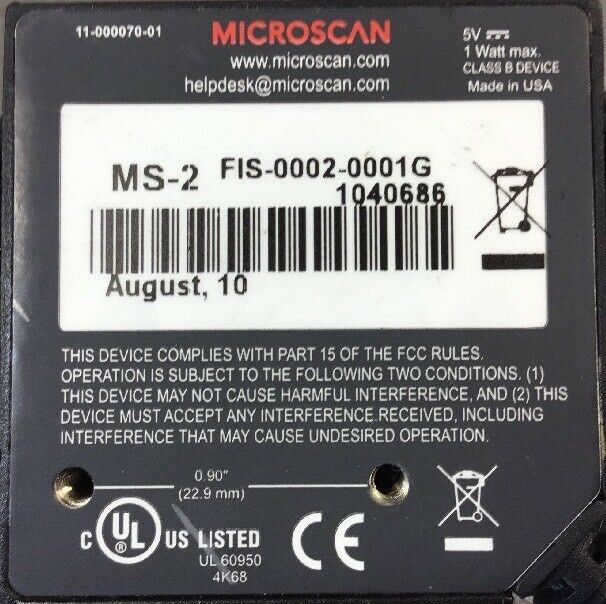 11-000070-01
MICROSCAN
www.microscan.com
helpdesk@microscan.com
5V
1 Watt max.
CLASS B DEVICE
Made in USA
MS-2 FIS-0002-0001G
1040686
August, 10
THIS DEVICE COMPLIES WITH PART 15 OF THE FCC RULES.
OPERATION IS SUBJECT TO THE FOLLOWING TWO CONDITIONS. (1)
THIS DEVICE MAY NOT CAUSE HARMFUL INTERFERENCE, AND (2) THIS
DEVICE MUST ACCEPT ANY INTERFERENCE RECEIVED, INCLUDING
INTERFERENCE THAT MAY CAUSE UNDESIRED OPERATION.
0.90"
(22.9 mm)
C UL US LISTED
UL 60950
4K68
CE